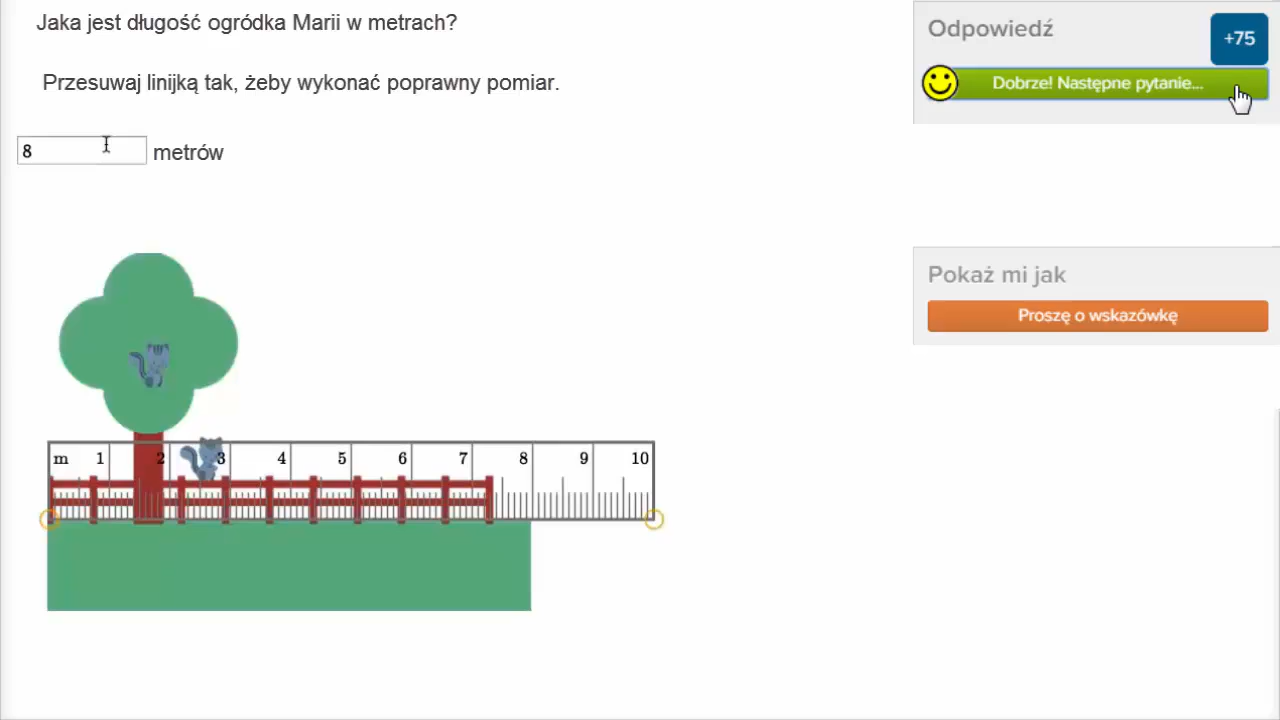 Jaka jest długość ogródka Marii w metrach?
Przesuwaj linijką tak, żeby wykonać poprawny pomiar.
8 metrów
Odpowiedź
+75
Dobrze! Następne pytanie...
Pokaż mi jak
Proszę o wskazówkę
m 1 2 3 4 5 6 7 8 9 10